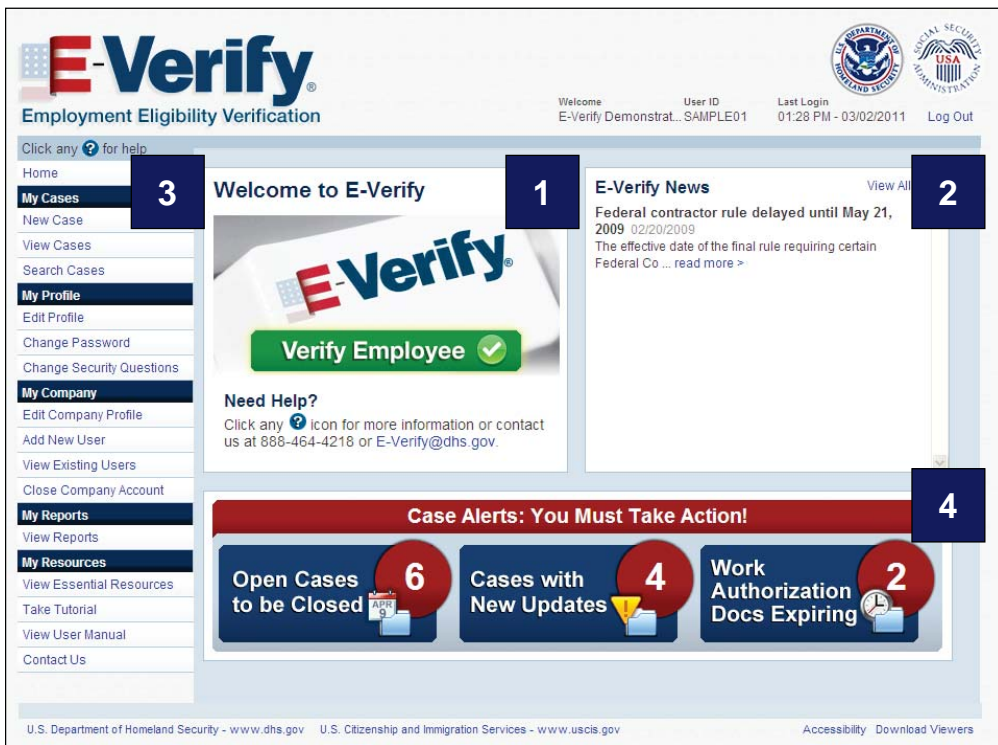 E-Verify®
Employment Eligibility Verification
U.S. DEPARTMENT OF HOMELAND SECURITY
SOCIAL SECURITY ADMINISTRATION
USA
Welcome User ID Last Login
E-Verify Demonstrat... SAMPLE01 01:28 PM - 03/02/2011 Log Out
Click any ? for help
Home
My Cases
New Case
View Cases
Search Cases
My Profile
Edit Profile
Change Password
Change Security Questions
My Company
Edit Company Profile
Add New User
View Existing Users
Close Company Account
My Reports
View Reports
My Resources
View Essential Resources
Take Tutorial
View User Manual
Contact Us
3
Welcome to E-Verify
1
E-Verify®
Verify Employee
Need Help?
Click any ? icon for more information or contact
us at 888-464-4218 or E-Verify@dhs.gov.
E-Verify News View All
2
Federal contractor rule delayed until May 21,
2009 02/20/2009
The effective date of the final rule requiring certain
Federal Co ... read more >
4
Case Alerts: You Must Take Action!
Open Cases
to be Closed
6
APR
9
Cases with
New Updates
4
Work
Authorization
Docs Expiring
2
U.S. Department of Homeland Security - www.dhs.gov U.S. Citizenship and Immigration Services - www.uscis.gov Accessibility Download Viewers